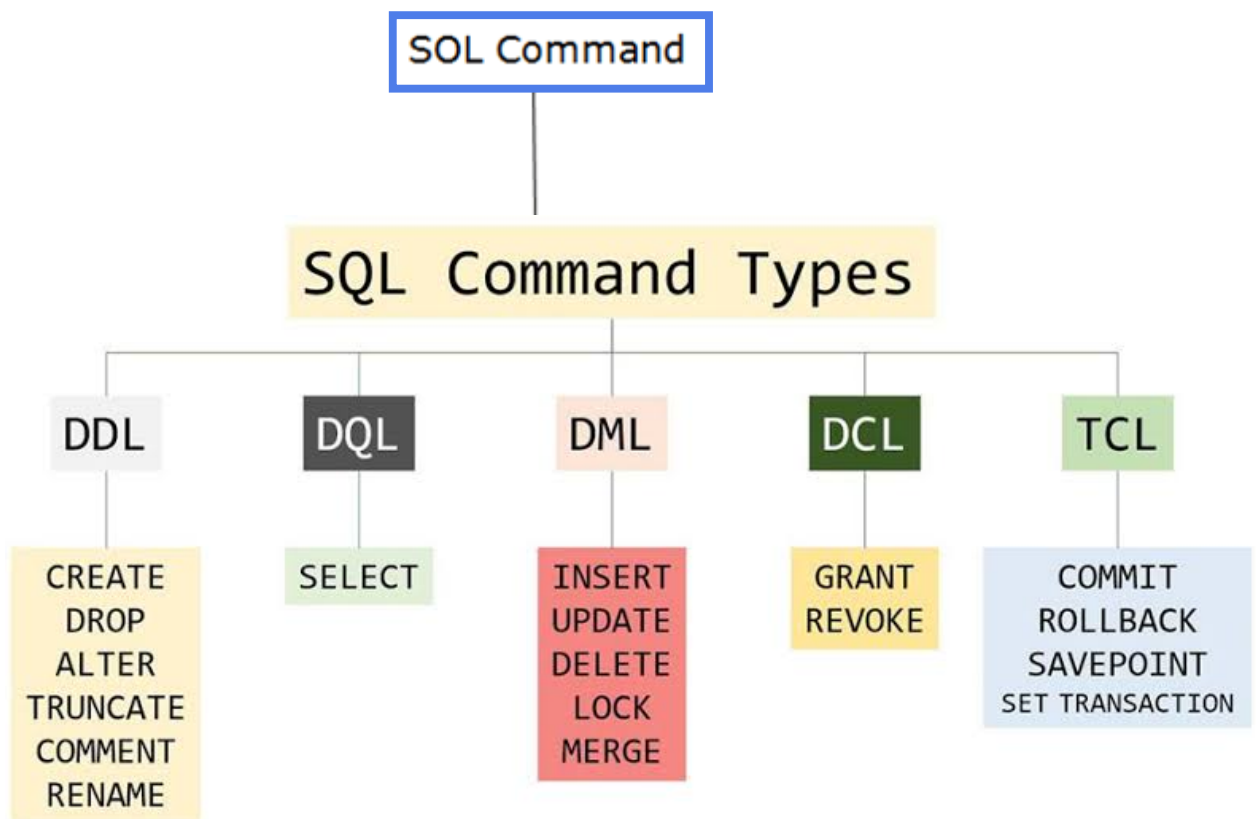 SOL Command
SQL Command Types
DDL
DQL
DML
DCL
TCL
CREATE
DROP
ALTER
TRUNCATE
COMMENT
RENAME
SELECT
INSERT
UPDATE
DELETE
LOCK
MERGE
GRANT
REVOKE
COMMIT
ROLLBACK
SAVEPOINT
SET TRANSACTION